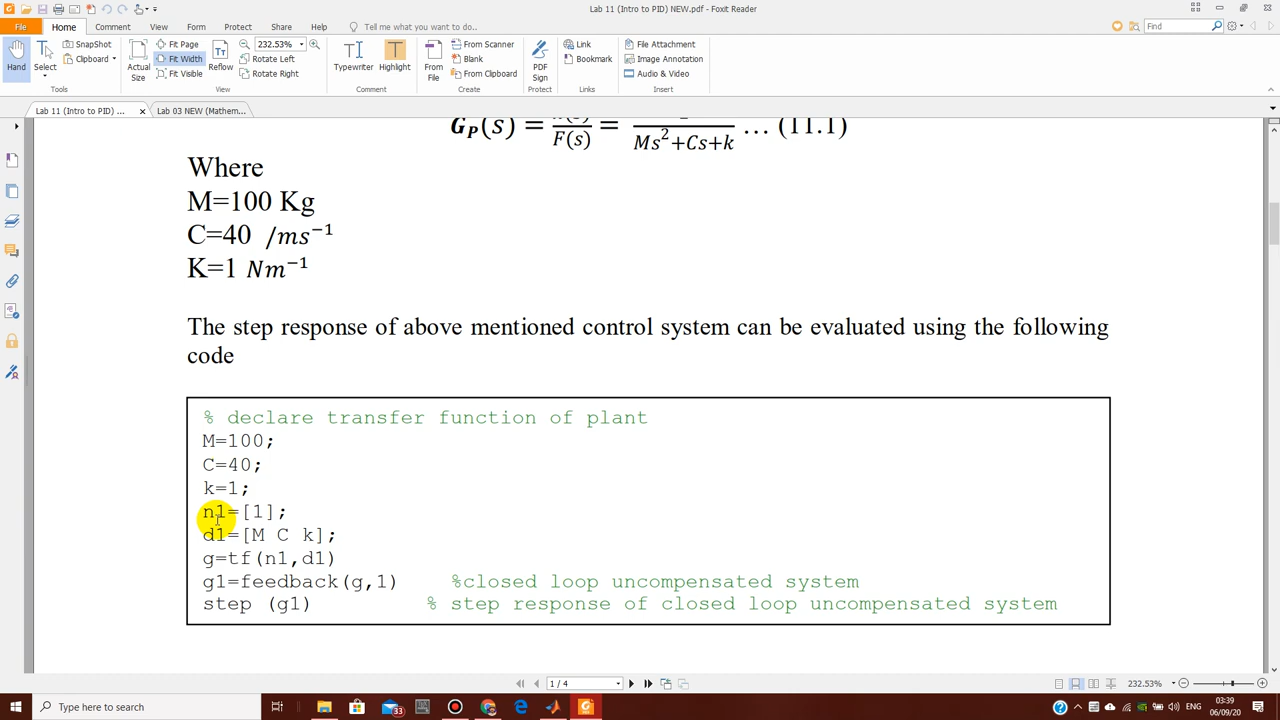 Lab 11 (Intro to PID) NEW.pdf - Foxit Reader
File Home Comment View Form Protect Share Help Tell me what you want to do... Find
Hand Select SnapShot Clipboard Actual Size Fit Page Fit Width Fit Visible Reflow 232.53% Rotate Left Rotate Right Typewriter Highlight From File From Scanner Blank From Clipboard PDF Sign Link Bookmark File Attachment Image Annotation Audio & Video
Tools View Comment Create Protect Links Insert
Lab 11 (Intro to PID) ... Lab 03 NEW (Mathem...
G_P(s) = X(s)/F(s) = 1/(Ms²+Cs+k) … (11.1)
Where
M=100 Kg
C=40 /ms⁻¹
K=1 Nm⁻¹
The step response of above mentioned control system can be evaluated using the following
code
% declare transfer function of plant
M=100;
C=40;
k=1;
n1=[1];
d1=[M C k];
g=tf(n1,d1)
g1=feedback(g,1) %closed loop uncompensated system
step (g1) % step response of closed loop uncompensated system
1 / 4 232.53%
Type here to search 33 ENG 03:39
06/09/20